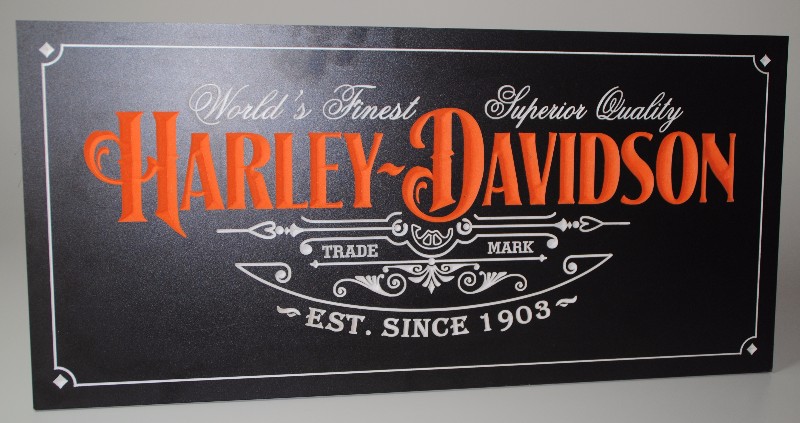 World's Finest Superior Quality
HARLEY~DAVIDSON
TRADE MARK
~EST. SINCE 1903~